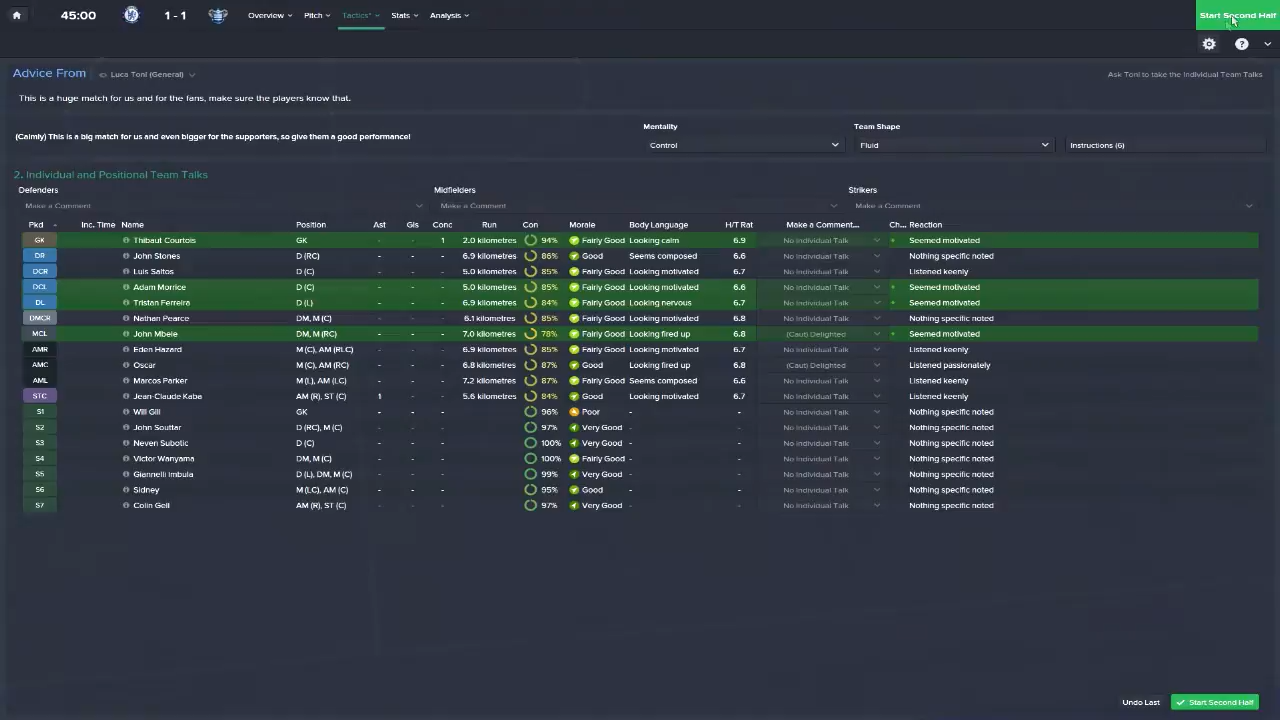 45:00 1 - 1 Overview Pitch Tactics* Stats Analysis Start Second Half
?
Advice From Luca Toni (General) Ask Toni to take the Individual Team Talks
This is a huge match for us and for the fans, make sure the players know that.
Mentality Team Shape
(Calmly) This is a big match for us and even bigger for the supporters, so give them a good performance!
Control Fluid Instructions (6)
2. Individual and Positional Team Talks
Defenders Midfielders Strikers
Make a Comment Make a Comment Make a Comment
Pkd Inc. Time Name Position Ast Gls Conc Run Con Morale Body Language H/T Rat Make a Comment... Ch... Reaction
GK Thibaut Courtois GK - - 1 2.0 kilometres 94% Fairly Good Looking calm 6.9 No Individual Talk Seemed motivated
DR John Stones D (RC) - - - 6.9 kilometres 86% Good Seems composed 6.6 No Individual Talk Nothing specific noted
DCR Luis Saltos D (C) - - - 5.0 kilometres 85% Fairly Good Looking motivated 6.7 No Individual Talk Listened keenly
DCL Adam Morrice D (C) - - - 5.0 kilometres 85% Fairly Good Looking motivated 6.6 No Individual Talk Seemed motivated
DL Tristan Ferreira D (L) - - - 6.9 kilometres 84% Fairly Good Looking nervous 6.7 No Individual Talk Seemed motivated
DMCR Nathan Pearce DM, M (C) - - - 6.1 kilometres 85% Fairly Good Looking motivated 6.8 No Individual Talk Nothing specific noted
MCL John Mbele DM, M (RC) - - - 7.0 kilometres 78% Fairly Good Looking fired up 6.8 (Caut) Delighted Seemed motivated
AMR Eden Hazard M (C), AM (RLC) - - - 6.9 kilometres 85% Fairly Good Looking motivated 6.7 No Individual Talk Listened keenly
AMC Oscar M (C), AM (RC) - - - 6.8 kilometres 87% Good Looking fired up 6.8 (Caut) Delighted Listened passionately
AML Marcos Parker M (L), AM (LC) - - - 7.2 kilometres 87% Fairly Good Seems composed 6.6 No Individual Talk Listened keenly
STC Jean-Claude Kaba AM (R), ST (C) 1 - - 5.6 kilometres 84% Good Looking motivated 6.7 No Individual Talk Listened keenly
S1 Will Gill GK - - - 96% Poor - - No Individual Talk Nothing specific noted
S2 John Souttar D (RC), M (C) - - - 97% Very Good - - No Individual Talk Nothing specific noted
S3 Neven Subotic D (C) - - - 100% Very Good - - No Individual Talk Nothing specific noted
S4 Victor Wanyama DM, M (C) - - - 100% Fairly Good - - No Individual Talk Nothing specific noted
S5 Giannelli Imbula D (L), DM, M (C) - - - 99% Very Good - - No Individual Talk Nothing specific noted
S6 Sidney M (LC), AM (C) - - - 95% Good - - No Individual Talk Nothing specific noted
S7 Colin Gell AM (R), ST (C) - - - 97% Very Good - - No Individual Talk Nothing specific noted
Undo Last Start Second Half